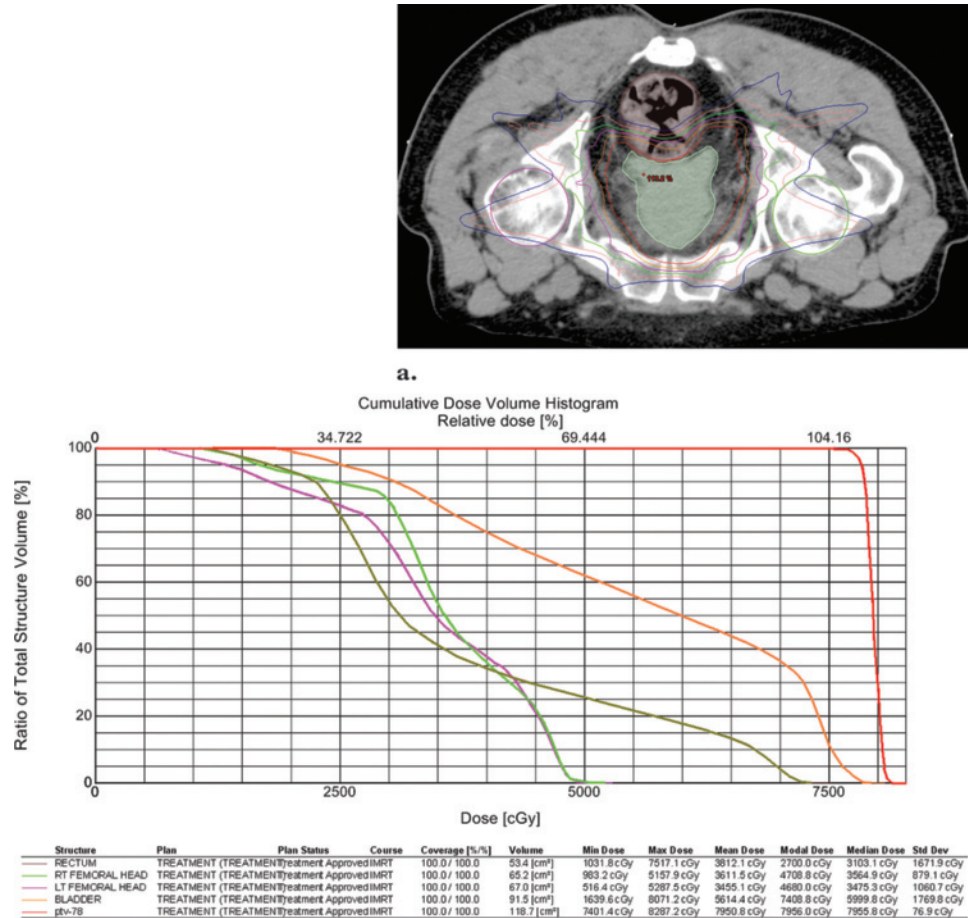 110.2 %
a.
Cumulative Dose Volume Histogram
Relative dose [%]
0 34.722 69.444 104.16
100
80
60
40
20
0
Ratio of Total Structure Volume [%]
0 2500 5000 7500
Dose [cGy]
Structure Plan Plan Status Course Coverage [%/%] Volume Min Dose Max Dose Mean Dose Modal Dose Median Dose Std Dev
RECTUM TREATMENT (TREATMENT) Treatment Approved IMRT 100.0 / 100.0 53.4 [cm³] 1031.8 cGy 7517.1 cGy 3812.1 cGy 2700.0 cGy 3103.1 cGy 1671.9 cGy
RT FEMORAL HEAD TREATMENT (TREATMENT) Treatment Approved IMRT 100.0 / 100.0 65.2 [cm³] 983.2 cGy 5157.9 cGy 3611.5 cGy 4708.8 cGy 3564.9 cGy 879.1 cGy
LT FEMORAL HEAD TREATMENT (TREATMENT) Treatment Approved IMRT 100.0 / 100.0 67.0 [cm³] 516.4 cGy 5287.5 cGy 3455.1 cGy 4680.0 cGy 3475.3 cGy 1060.7 cGy
BLADDER TREATMENT (TREATMENT) Treatment Approved IMRT 100.0 / 100.0 91.5 [cm³] 1639.6 cGy 8071.2 cGy 5614.4 cGy 7408.8 cGy 5999.8 cGy 1769.8 cGy
ptv-78 TREATMENT (TREATMENT) Treatment Approved IMRT 100.0 / 100.0 118.7 [cm³] 7401.4 cGy 8287.2 cGy 7950.8 cGy 7956.0 cGy 7955.8 cGy 76.9 cGy